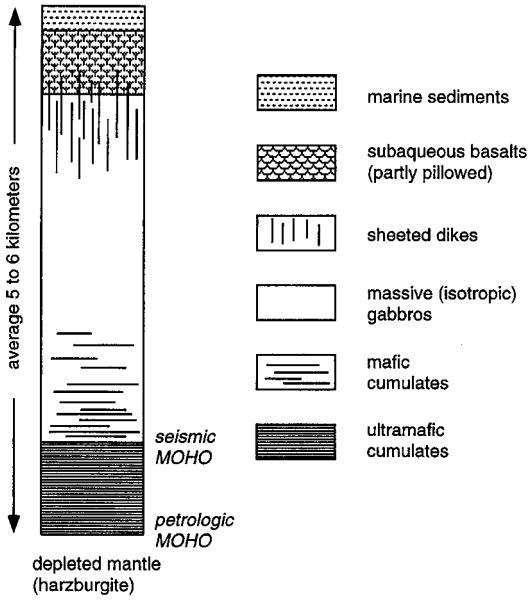 average 5 to 6 kilometers
marine sediments
subaqueous basalts
(partly pillowed)
sheeted dikes
massive (isotropic)
gabbros
mafic
cumulates
ultramafic
cumulates
seismic
MOHO
petrologic
MOHO
depleted mantle
(harzburgite)